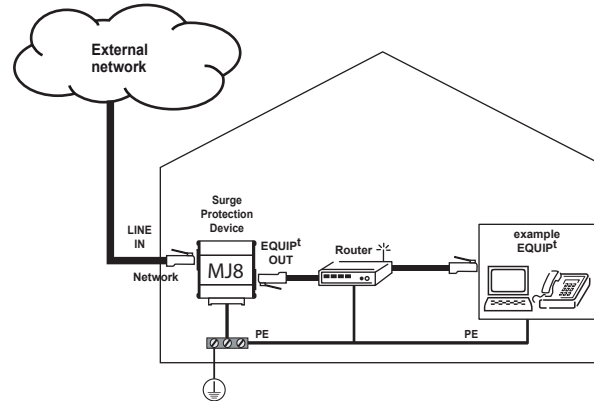 External
network
Surge
Protection
Device
LINE
IN
Network
MJ8
EQUIPᵗ
OUT
Router
example
EQUIPᵗ
PE
PE